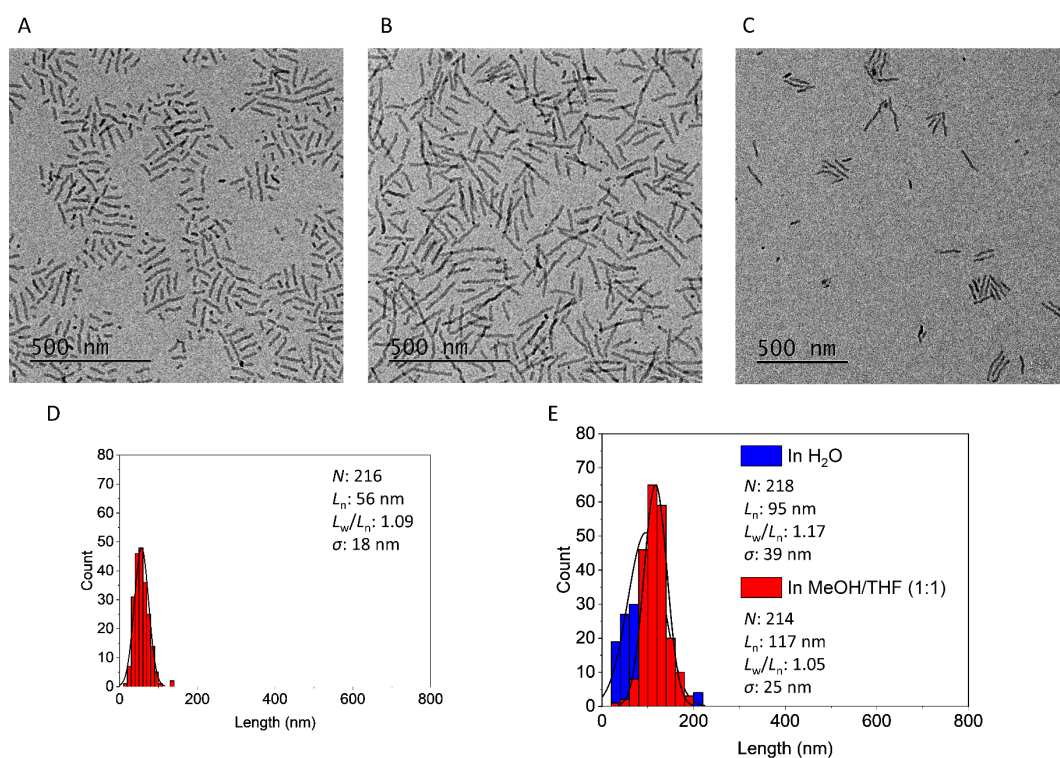 A
B
C
500 nm
500 nm
500 nm
D
E
80
70
60
50
40
30
20
10
0
Count
0
200
400
600
800
Length (nm)
N: 216
Ln: 56 nm
Lw/Ln: 1.09
σ: 18 nm
80
70
60
50
40
30
20
10
0
Count
0
200
400
600
800
Length (nm)
In H₂O
N: 218
Ln: 95 nm
Lw/Ln: 1.17
σ: 39 nm
In MeOH/THF (1:1)
N: 214
Ln: 117 nm
Lw/Ln: 1.05
σ: 25 nm